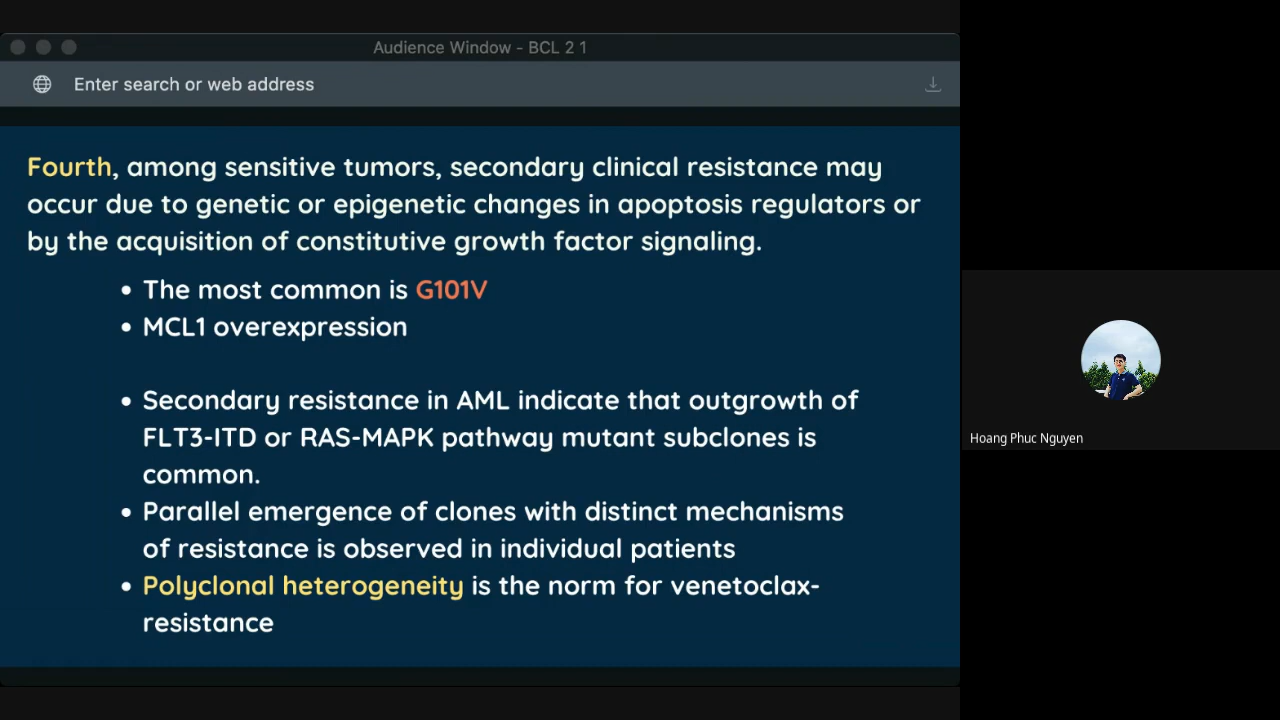 Audience Window - BCL 2 1
Enter search or web address
Fourth, among sensitive tumors, secondary clinical resistance may
occur due to genetic or epigenetic changes in apoptosis regulators or
by the acquisition of constitutive growth factor signaling.
• The most common is G101V
• MCL1 overexpression
• Secondary resistance in AML indicate that outgrowth of
FLT3-ITD or RAS-MAPK pathway mutant subclones is
common.
• Parallel emergence of clones with distinct mechanisms
of resistance is observed in individual patients
• Polyclonal heterogeneity is the norm for venetoclax-
resistance
Hoang Phuc Nguyen